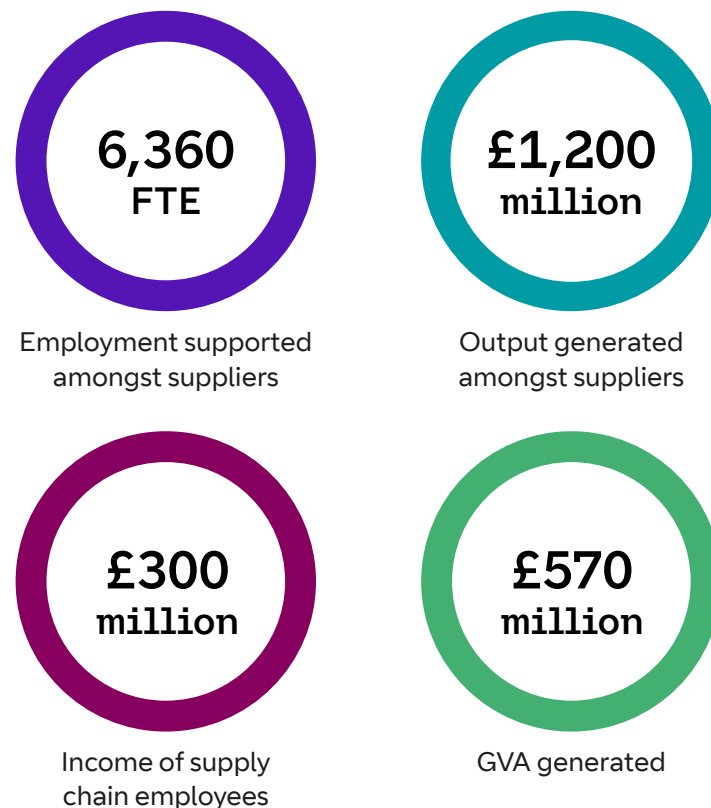 6,360
FTE
Employment supported
amongst suppliers
£1,200
million
Output generated
amongst suppliers
£300
million
Income of supply
chain employees
£570
million
GVA generated